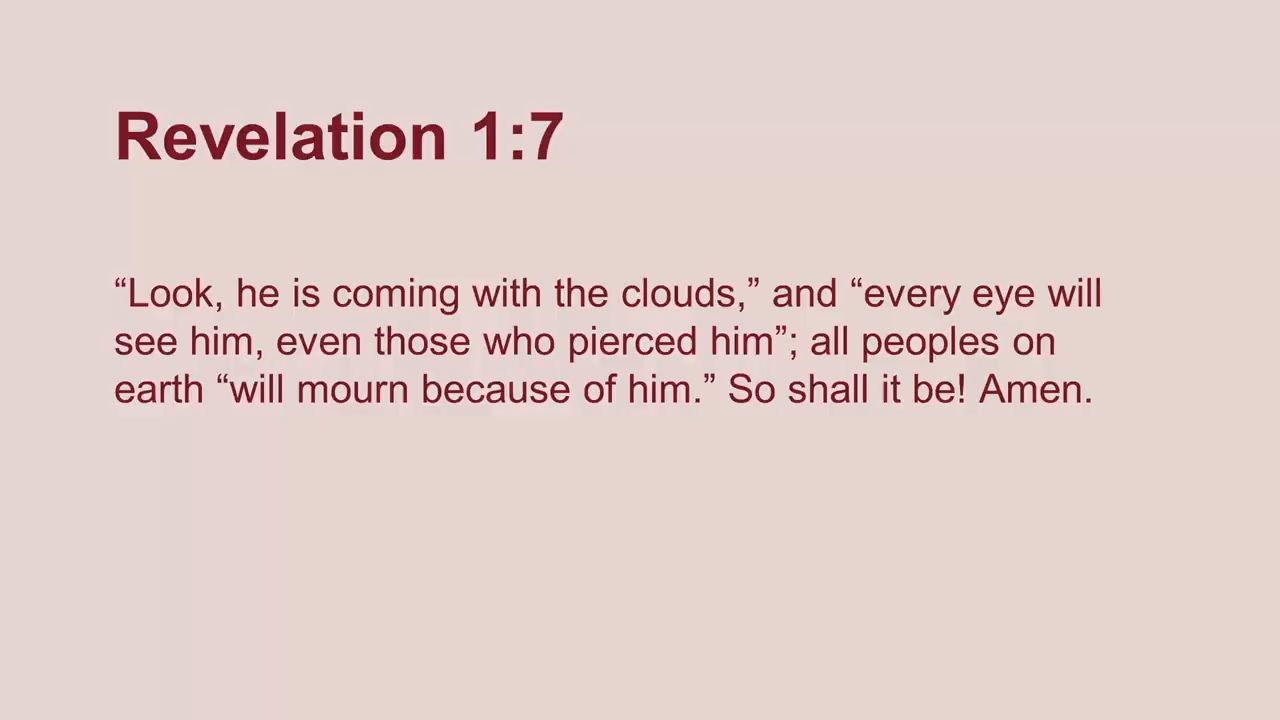 Revelation 1:7
“Look, he is coming with the clouds,” and “every eye will
see him, even those who pierced him”; all peoples on
earth “will mourn because of him.” So shall it be! Amen.